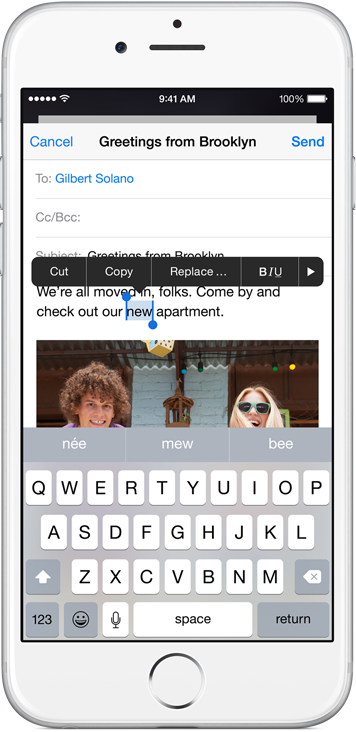 9:41 AM
100%
Cancel Greetings from Brooklyn Send
To: Gilbert Solano
Cc/Bcc:
Subject: Greetings from Brooklyn
Cut Copy Replace... BIU
We're all moved in, folks. Come by and
check out our new apartment.
née mew bee
Q W E R T Y U I O P
A S D F G H J K L
Z X C V B N M
123 space return